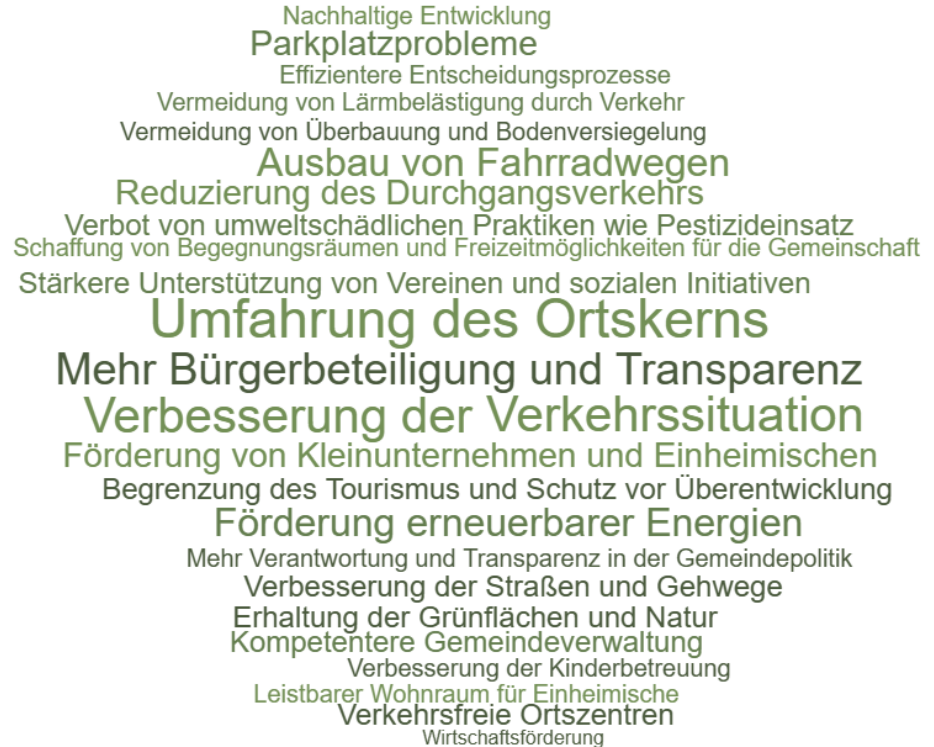 Nachhaltige Entwicklung
Parkplatzprobleme
Effizientere Entscheidungsprozesse
Vermeidung von Lärmbelästigung durch Verkehr
Vermeidung von Überbauung und Bodenversiegelung
Ausbau von Fahrradwegen
Reduzierung des Durchgangsverkehrs
Verbot von umweltschädlichen Praktiken wie Pestizideinsatz
Schaffung von Begegnungsräumen und Freizeitmöglichkeiten für die Gemeinschaft
Stärkere Unterstützung von Vereinen und sozialen Initiativen
Umfahrung des Ortskerns
Mehr Bürgerbeteiligung und Transparenz
Verbesserung der Verkehrssituation
Förderung von Kleinunternehmen und Einheimischen
Begrenzung des Tourismus und Schutz vor Überentwicklung
Förderung erneuerbarer Energien
Mehr Verantwortung und Transparenz in der Gemeindepolitik
Verbesserung der Straßen und Gehwege
Erhaltung der Grünflächen und Natur
Kompetentere Gemeindeverwaltung
Verbesserung der Kinderbetreuung
Leistbarer Wohnraum für Einheimische
Verkehrsfreie Ortszentren
Wirtschaftsförderung